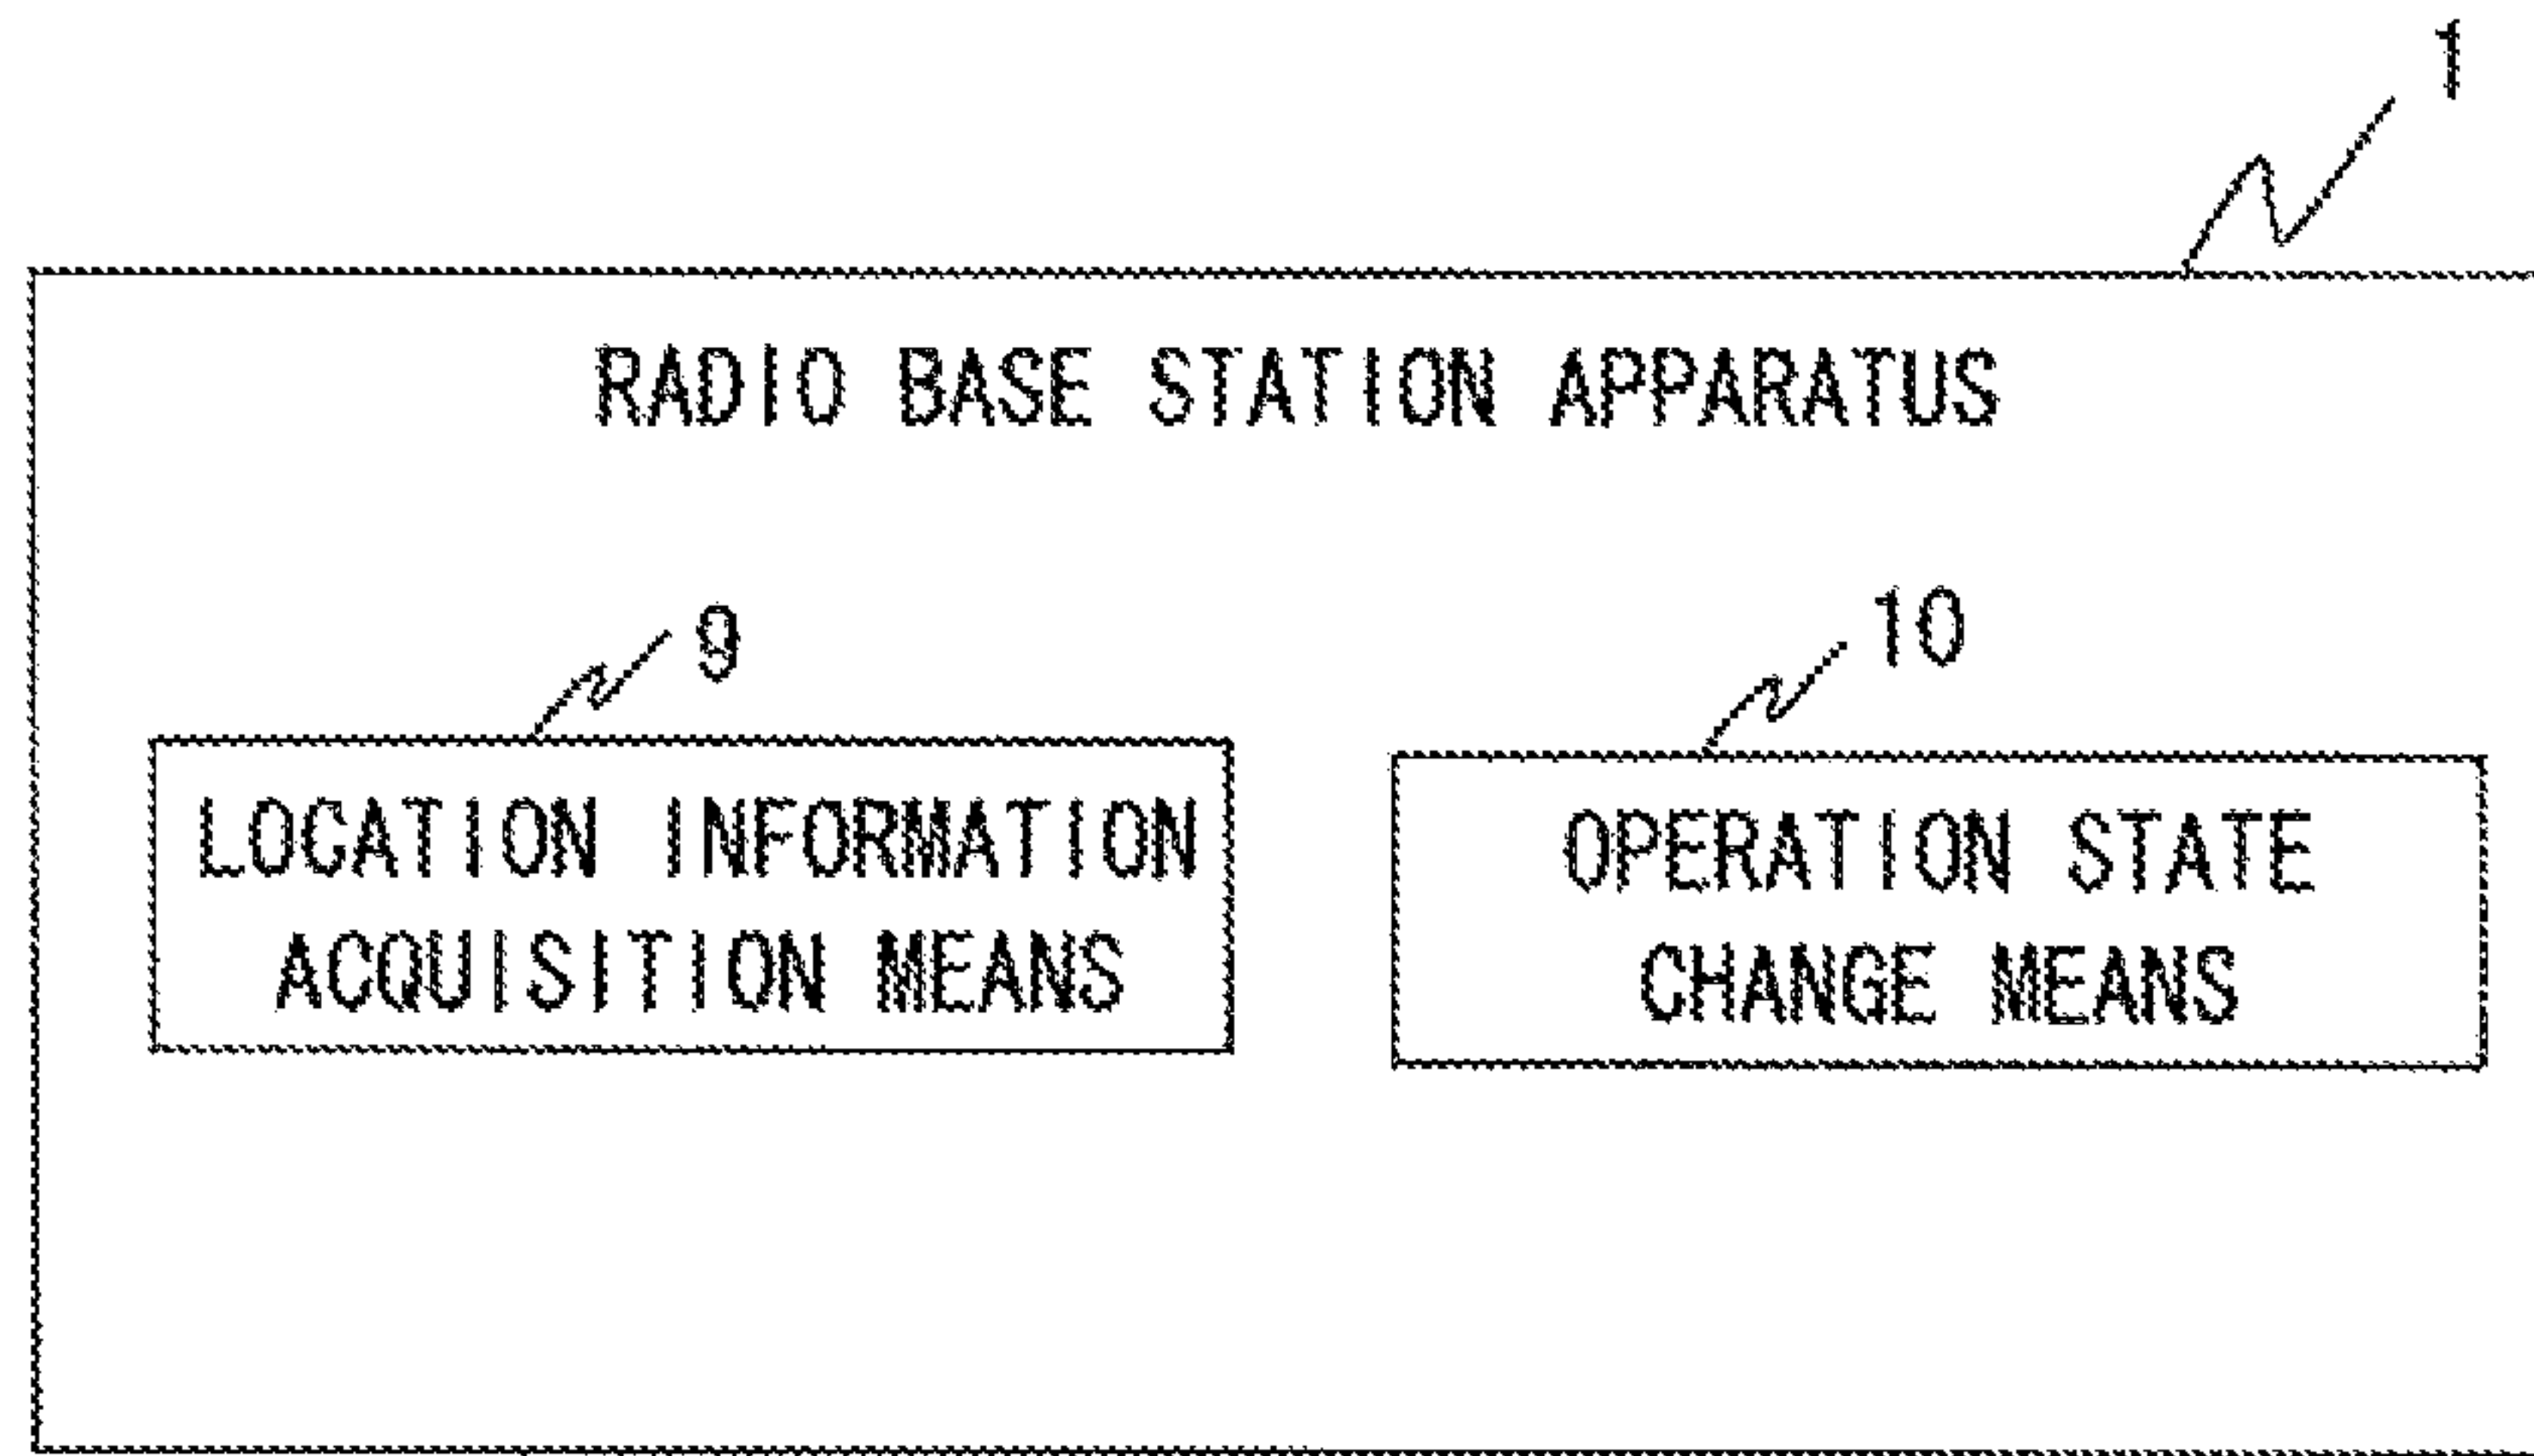 1
RADIO BASE STATION APPARATUS
9
10
LOCATION INFORMATION
ACQUISITION MEANS
OPERATION STATE
CHANGE MEANS